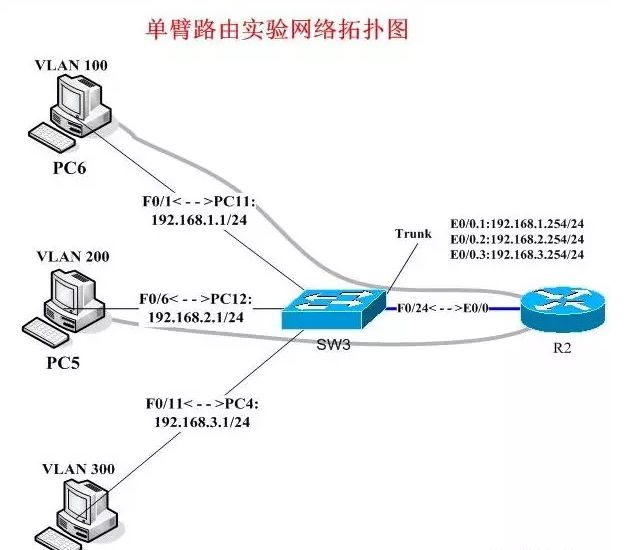 单臂路由实验网络拓扑图
VLAN 100
PC6
F0/1<-->PC11:
192.168.1.1/24
E0/0.1:192.168.1.254/24
E0/0.2:192.168.2.254/24
E0/0.3:192.168.3.254/24
Trunk
VLAN 200
F0/6<-->PC12:
192.168.2.1/24
F0/24<-->E0/0
PC5
SW3
R2
F0/11<-->PC4:
192.168.3.1/24
VLAN 300